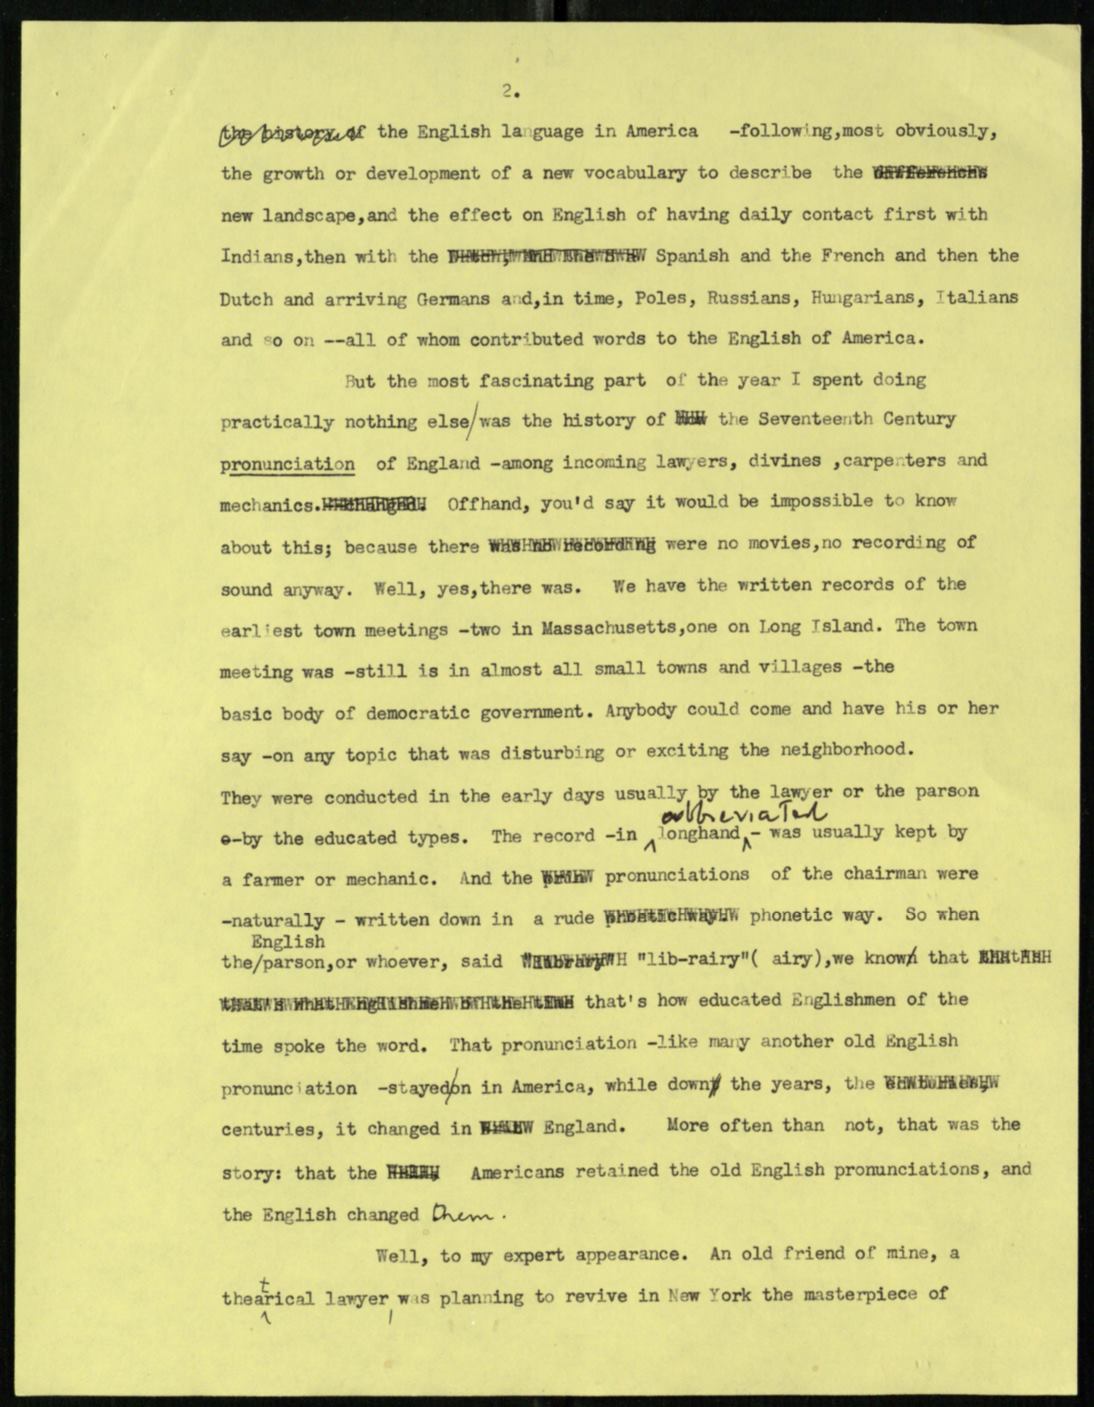 2.
the history of the English language in America -following,most obviously,
the growth or development of a new vocabulary to describe the differences
new landscape,and the effect on English of having daily contact first with
Indians,then with the Spanish and the French and then the
Dutch and arriving Germans and,in time, Poles, Russians, Hungarians, Italians
and so on --all of whom contributed words to the English of America.
But the most fascinating part of the year I spent doing
practically nothing else/was the history of the Seventeenth Century
pronunciation of England -among incoming lawyers, divines ,carpenters and
mechanics. Offhand, you'd say it would be impossible to know
about this; because there was no recording were no movies,no recording of
sound anyway. Well, yes,there was. We have the written records of the
earliest town meetings -two in Massachusetts,one on Long Island. The town
meeting was -still is in almost all small towns and villages -the
basic body of democratic government. Anybody could come and have his or her
say -on any topic that was disturbing or exciting the neighborhood.
They were conducted in the early days usually by the lawyer or the parson
abbreviated
e-by the educated types. The record -in longhand - was usually kept by
a farmer or mechanic. And the pronunciations of the chairman were
-naturally - written down in a rude phonetic way. So when
English
the/parson,or whoever, said "lib-rairy"( airy),we known that
that's how educated Englishmen of the
time spoke the word. That pronunciation -like many another old English
pronunciation -stayed/on in America, while down the years, the centuries,
centuries, it changed in England. More often than not, that was the
story: that the Americans retained the old English pronunciations, and
the English changed them.
Well, to my expert appearance. An old friend of mine, a
t
thearical lawyer, was planning to revive in New York the masterpiece of